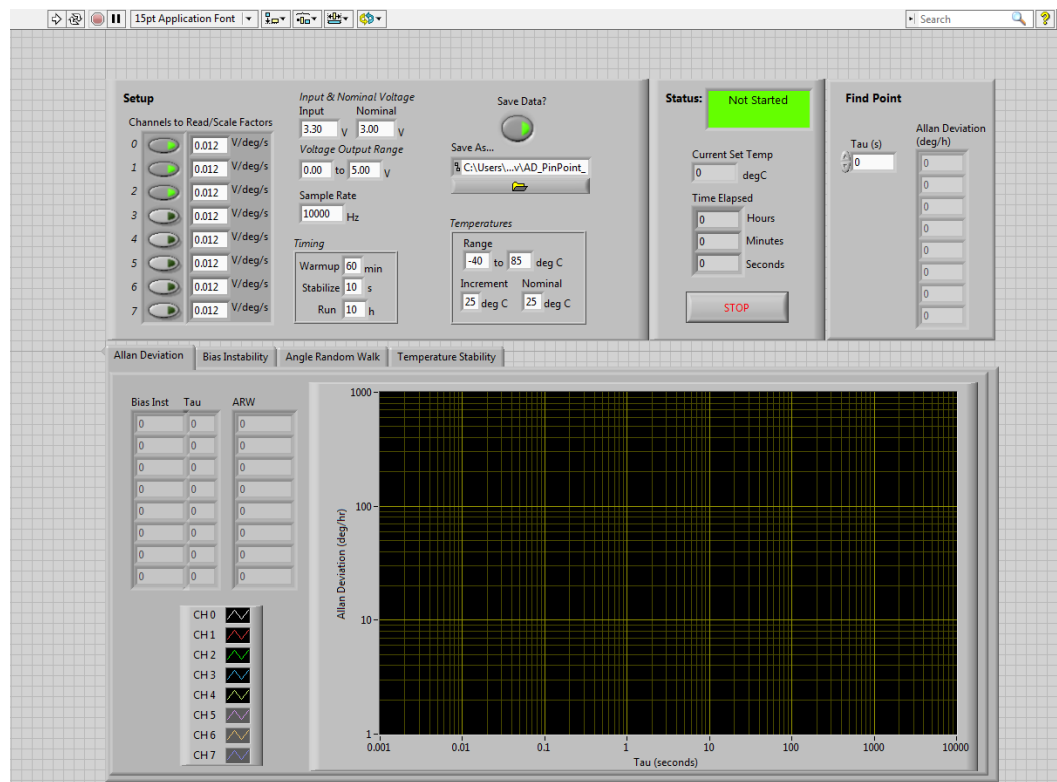 15pt Application Font
Search
Setup
Channels to Read/Scale Factors
0 0.012 V/deg/s
1 0.012 V/deg/s
2 0.012 V/deg/s
3 0.012 V/deg/s
4 0.012 V/deg/s
5 0.012 V/deg/s
6 0.012 V/deg/s
7 0.012 V/deg/s
Input & Nominal Voltage
Input Nominal
3.30 V 3.00 V
Voltage Output Range
0.00 to 5.00 V
Sample Rate
10000 Hz
Timing
Warmup 60 min
Stabilize 10 s
Run 10 h
Save Data?
Save As...
C:\Users\...v\AD_PinPoint_
Temperatures
Range
-40 to 85 deg C
Increment Nominal
25 deg C 25 deg C
Status: Not Started
Current Set Temp
0 degC
Time Elapsed
0 Hours
0 Minutes
0 Seconds
STOP
Find Point
Tau (s)
0
Allan Deviation
(deg/h)
0
0
0
0
0
0
0
0
Allan Deviation Bias Instability Angle Random Walk Temperature Stability
Bias Inst Tau ARW
0 0 0
0 0 0
0 0 0
0 0 0
0 0 0
0 0 0
0 0 0
0 0 0
CH 0
CH 1
CH 2
CH 3
CH 4
CH 5
CH 6
CH 7
Allan Deviation (deg/hr)
1000
100
10
1
0.001 0.01 0.1 1 10 100 1000 10000
Tau (seconds)